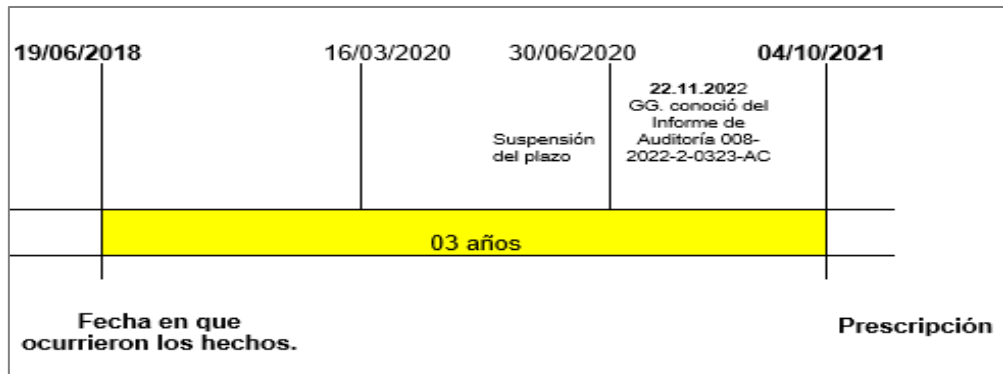 19/06/2018
16/03/2020
30/06/2020
04/10/2021
Suspensión
del plazo
22.11.2022
GG. conoció del
Informe de
Auditoría 008-
2022-2-0323-AC
03 años
Fecha en que
ocurrieron los hechos.
Prescripción